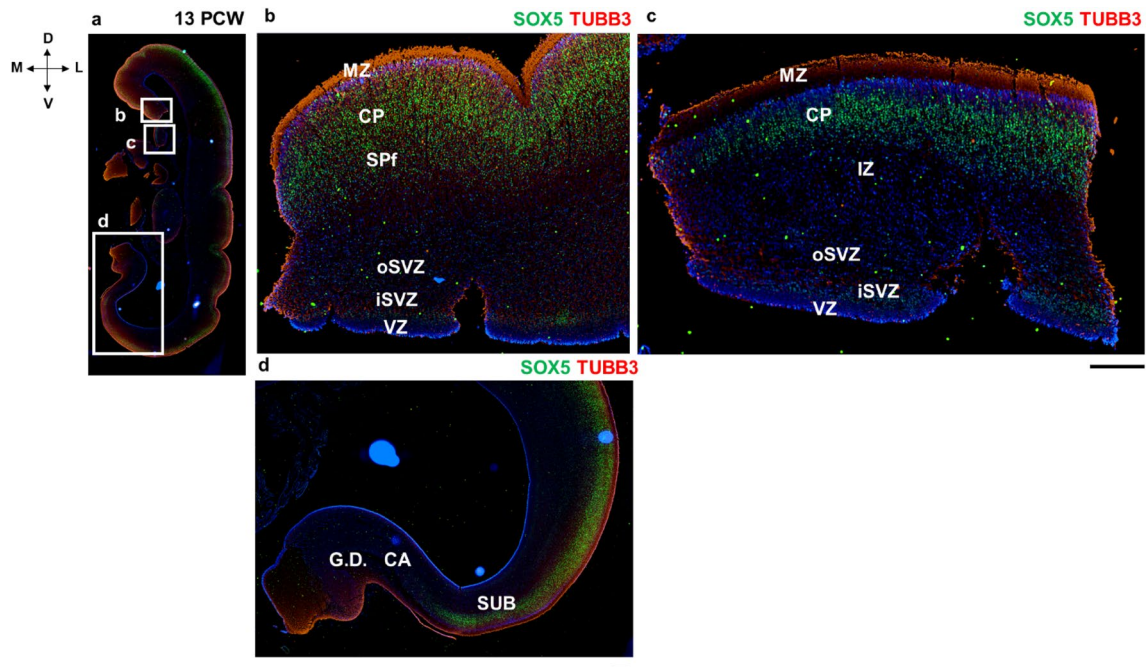 a 13 PCW
D
M L
V
b
c
d
b SOX5 TUBB3
MZ
CP
SPf
oSVZ
iSVZ
VZ
c SOX5 TUBB3
MZ
CP
IZ
oSVZ
iSVZ
VZ
d SOX5 TUBB3
G.D. CA
SUB